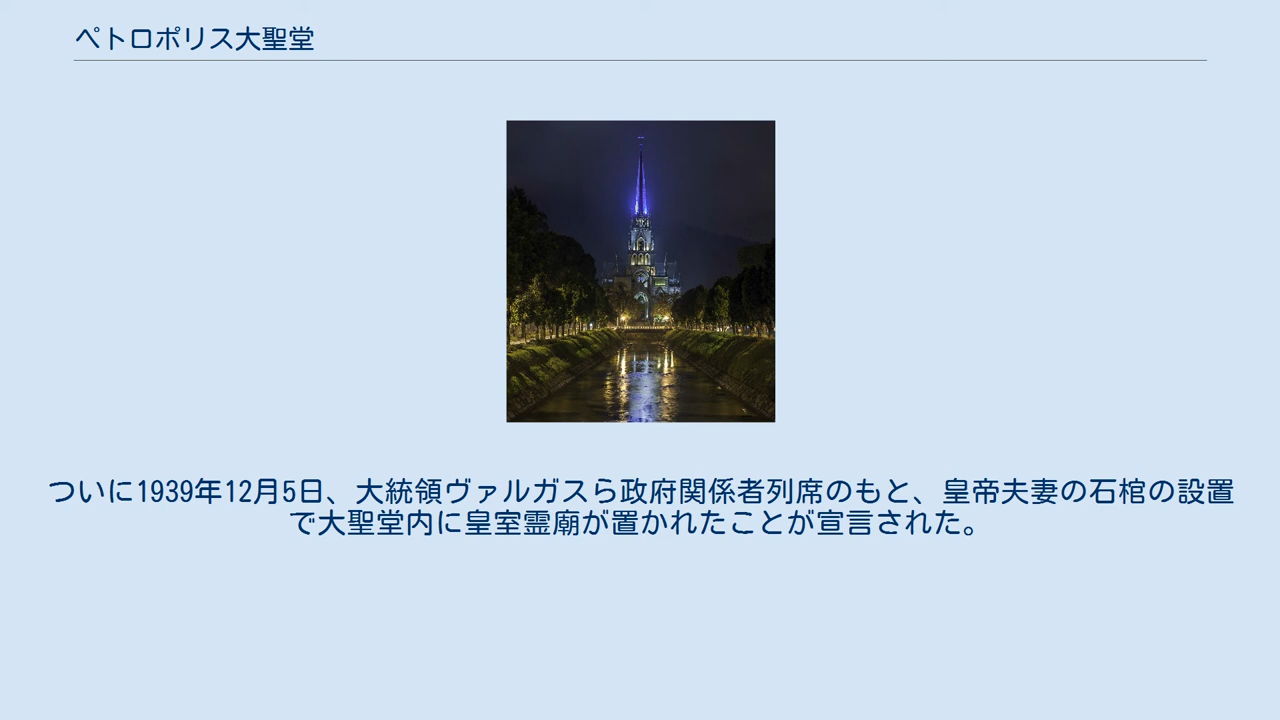 ペトロポリス大聖堂
ついに1939年12月5日、大統領ヴァルガスら政府関係者列席のもと、皇帝夫妻の石棺の設置
で大聖堂内に皇室霊廟が置かれたことが宣言された。